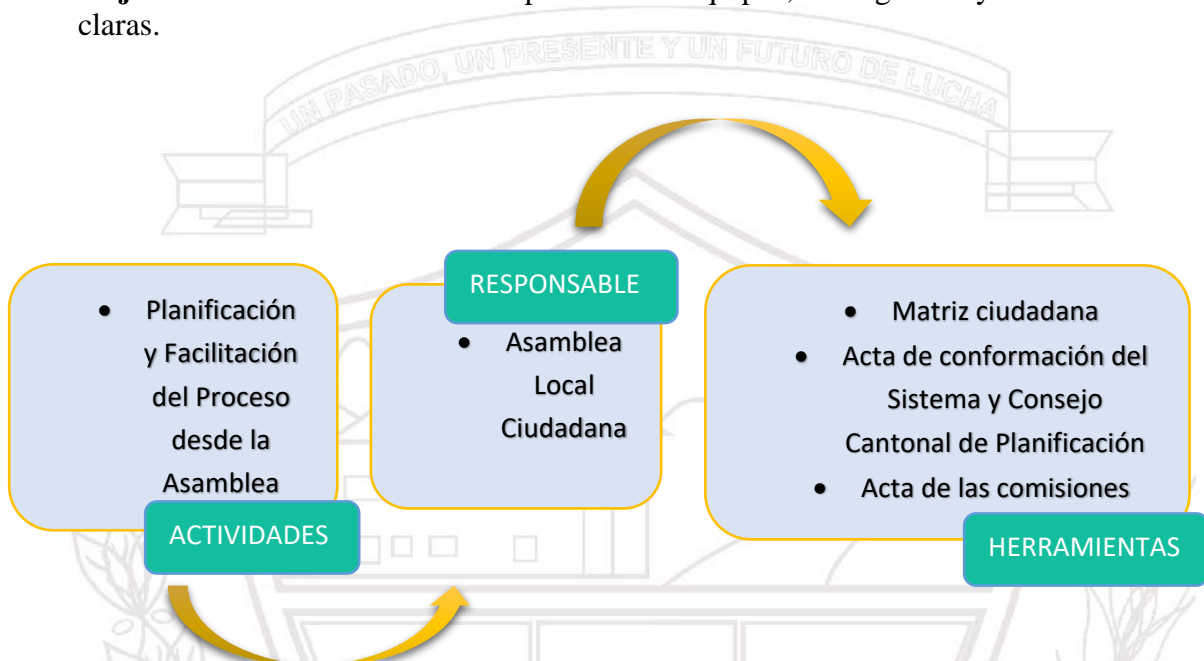 claras.
UN PASADO, UN PRESENTE Y UN FUTURO DE LUCHA
• Planificación
y Facilitación
del Proceso
desde la
Asamblea
ACTIVIDADES
RESPONSABLE
• Asamblea
Local
Ciudadana
• Matriz ciudadana
• Acta de conformación del
Sistema y Consejo
Cantonal de Planificación
• Acta de las comisiones
HERRAMIENTAS